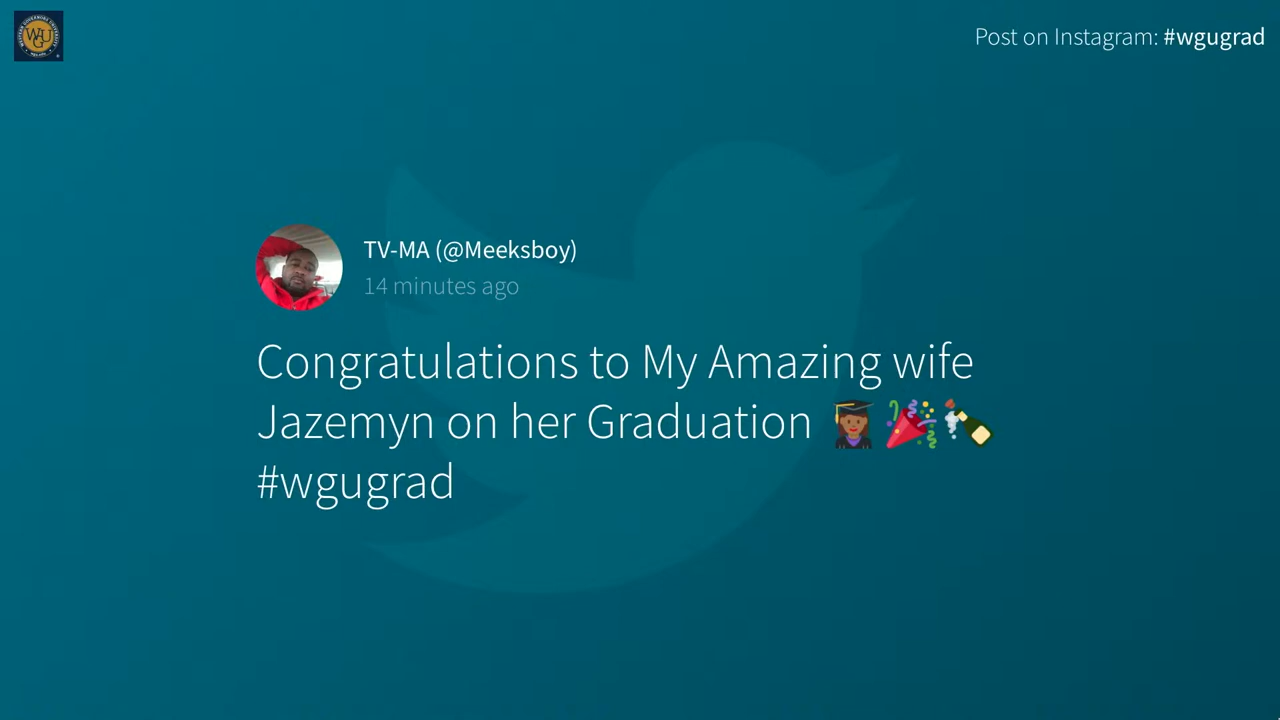 WGU
Post on Instagram: #wgugrad
TV-MA (@Meeksboy)
14 minutes ago
Congratulations to My Amazing wife
Jazemyn on her Graduation 👩🏾‍🎓🎉🍾
#wgugrad